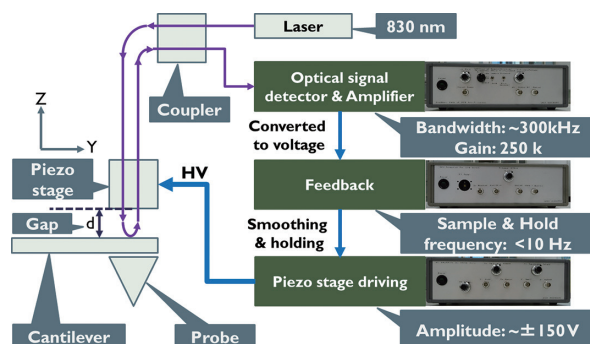 Laser
830 nm
Coupler
Optical signal
detector & Amplifier
Bandwidth: ~300kHz
Gain: 250 k
Converted
to voltage
Z
Y
Piezo
stage
HV
Feedback
Gap
d
Smoothing
& holding
Sample & Hold
frequency: <10 Hz
Piezo stage driving
Cantilever
Probe
Amplitude: ~±150V